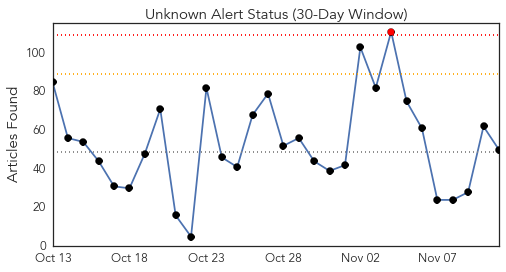 Unknown Alert Status (30-Day Window)
Articles Found
100
80
60
40
20
0
Oct 13 Oct 18 Oct 23 Oct 28 Nov 02 Nov 07